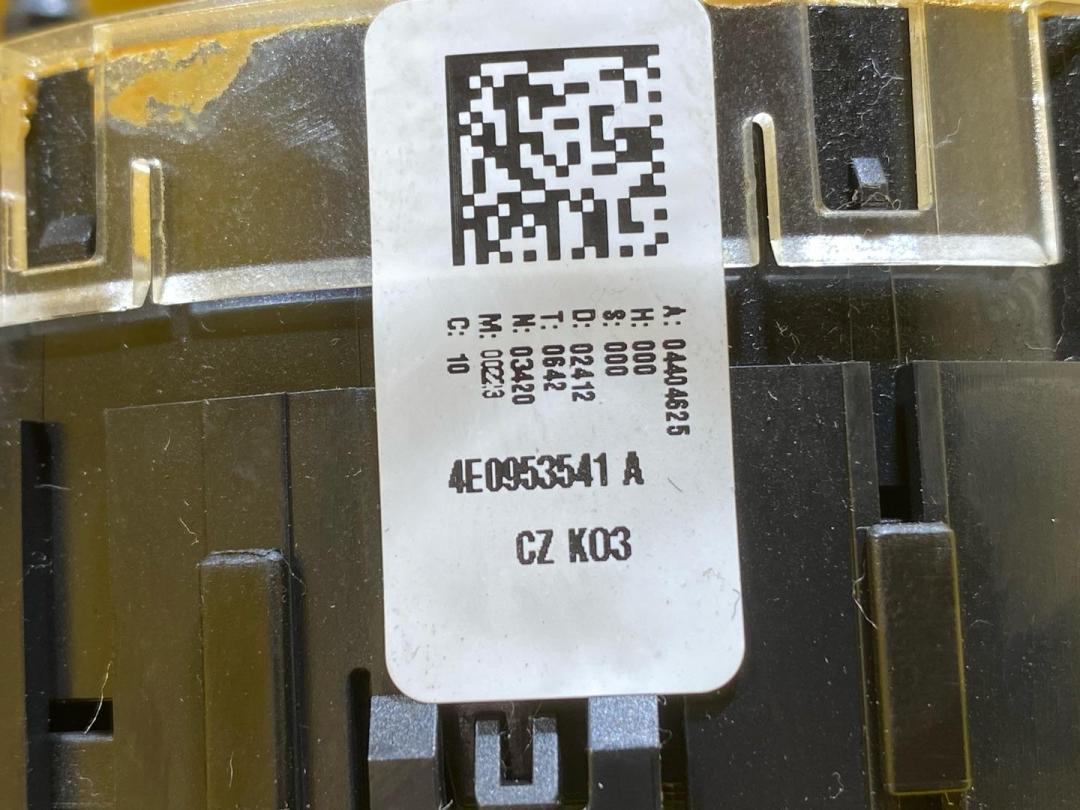 A: 04404625
H: 000
S: 000
D: 02412
T: 0642
N: 03420
M: 00223
C: 10
4E0953541 A
CZ K03